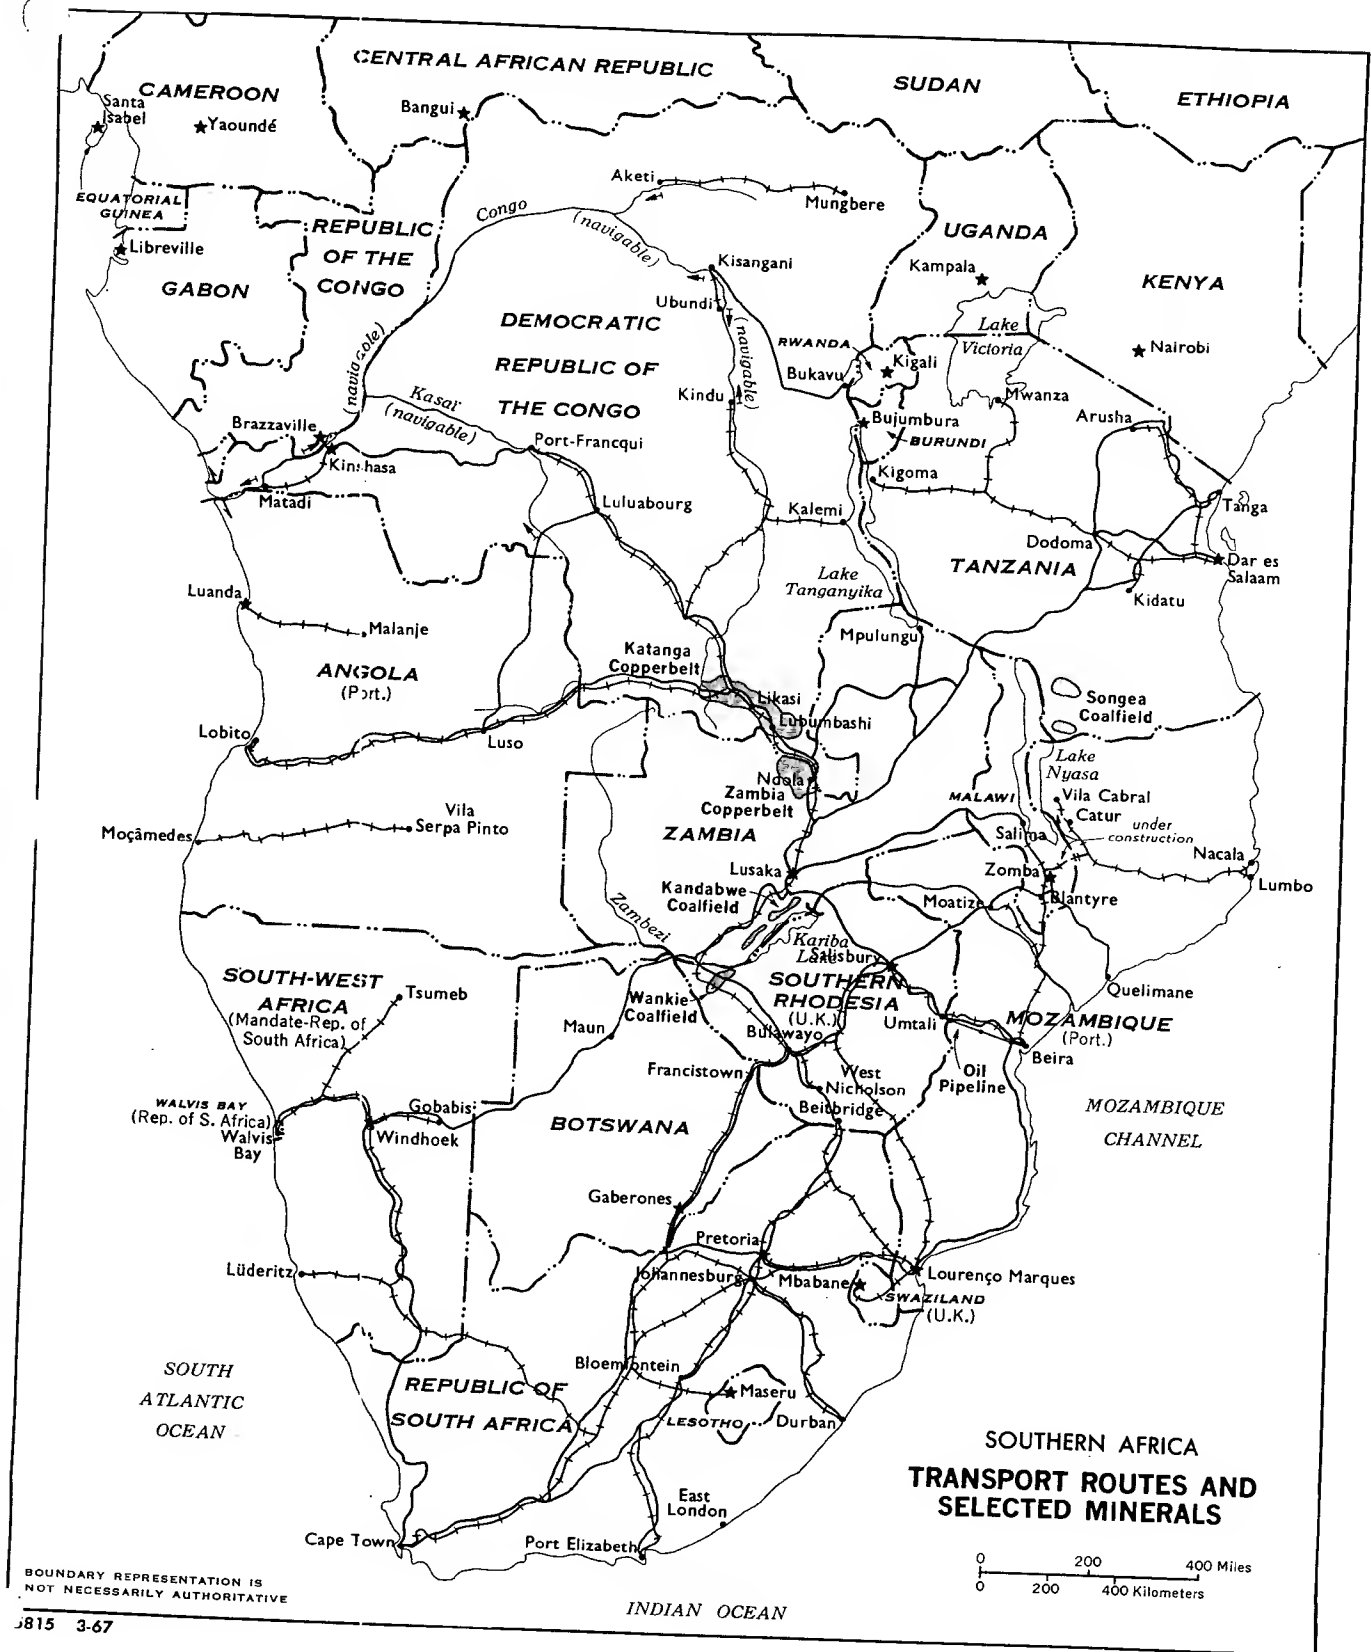 CENTRAL AFRICAN REPUBLIC
SUDAN
ETHIOPIA
CAMEROON
Santa
Isabel
Yaoundé
Bangui
EQUATORIAL
GUINEA
Libreville
GABON
REPUBLIC
OF THE
CONGO
Aketi
Mungbere
Congo
(navigable)
Kisangani
Ubundi
(navigable)
UGANDA
Kampala
KENYA
Nairobi
Lake
Victoria
DEMOCRATIC
REPUBLIC OF
THE CONGO
RWANDA
Kigali
Bukavu
Kindu
Mwanza
Arusha
Bujumbura
BURUNDI
Kigoma
(navigable)
Kasaï
(navigable)
Brazzaville
Kinshasa
Matadi
Port-Francqui
Luluabourg
Kalemi
Tanga
Dodoma
Dar es
Salaam
TANZANIA
Kidatu
Lake
Tanganyika
Luanda
Malanje
Mpulungu
ANGOLA
(Port.)
Katanga
Copperbelt
Likasi
Lubumbashi
Songea
Coalfield
Lobito
Luso
Lake
Nyasa
Ndola
Zambia
Copperbelt
MALAWI
Vila Cabral
Catur
under
construction
Moçâmedes
Vila
Serpa Pinto
ZAMBIA
Salima
Nacala
Lumbo
Lusaka
Zomba
Kandabwe
Coalfield
Moatize
Blantyre
Zambezi
Kariba
Lake
Salisbury
Quelimane
SOUTH-WEST
AFRICA
(Mandate-Rep. of
South Africa)
Tsumeb
SOUTHERN
RHODESIA
(U.K.)
Wankie
Coalfield
Maun
Bulawayo
Umtali
MOZAMBIQUE
(Port.)
Beira
Francistown
West
Nicholson
Oil
Pipeline
Beitbridge
WALVIS BAY
(Rep. of S. Africa)
Walvis
Bay
Gobabis
Windhoek
BOTSWANA
MOZAMBIQUE
CHANNEL
Gaberones
Pretoria
Lüderitz
Johannesburg
Mbabane
Lourenço Marques
SWAZILAND
(U.K.)
SOUTH
ATLANTIC
OCEAN
Bloemfontein
REPUBLIC OF
SOUTH AFRICA
Maseru
LESOTHO
Durban
East
London
Cape Town
Port Elizabeth
SOUTHERN AFRICA
TRANSPORT ROUTES AND
SELECTED MINERALS
0 200 400 Miles
0 200 400 Kilometers
INDIAN OCEAN
BOUNDARY REPRESENTATION IS
NOT NECESSARILY AUTHORITATIVE
5815 3-67